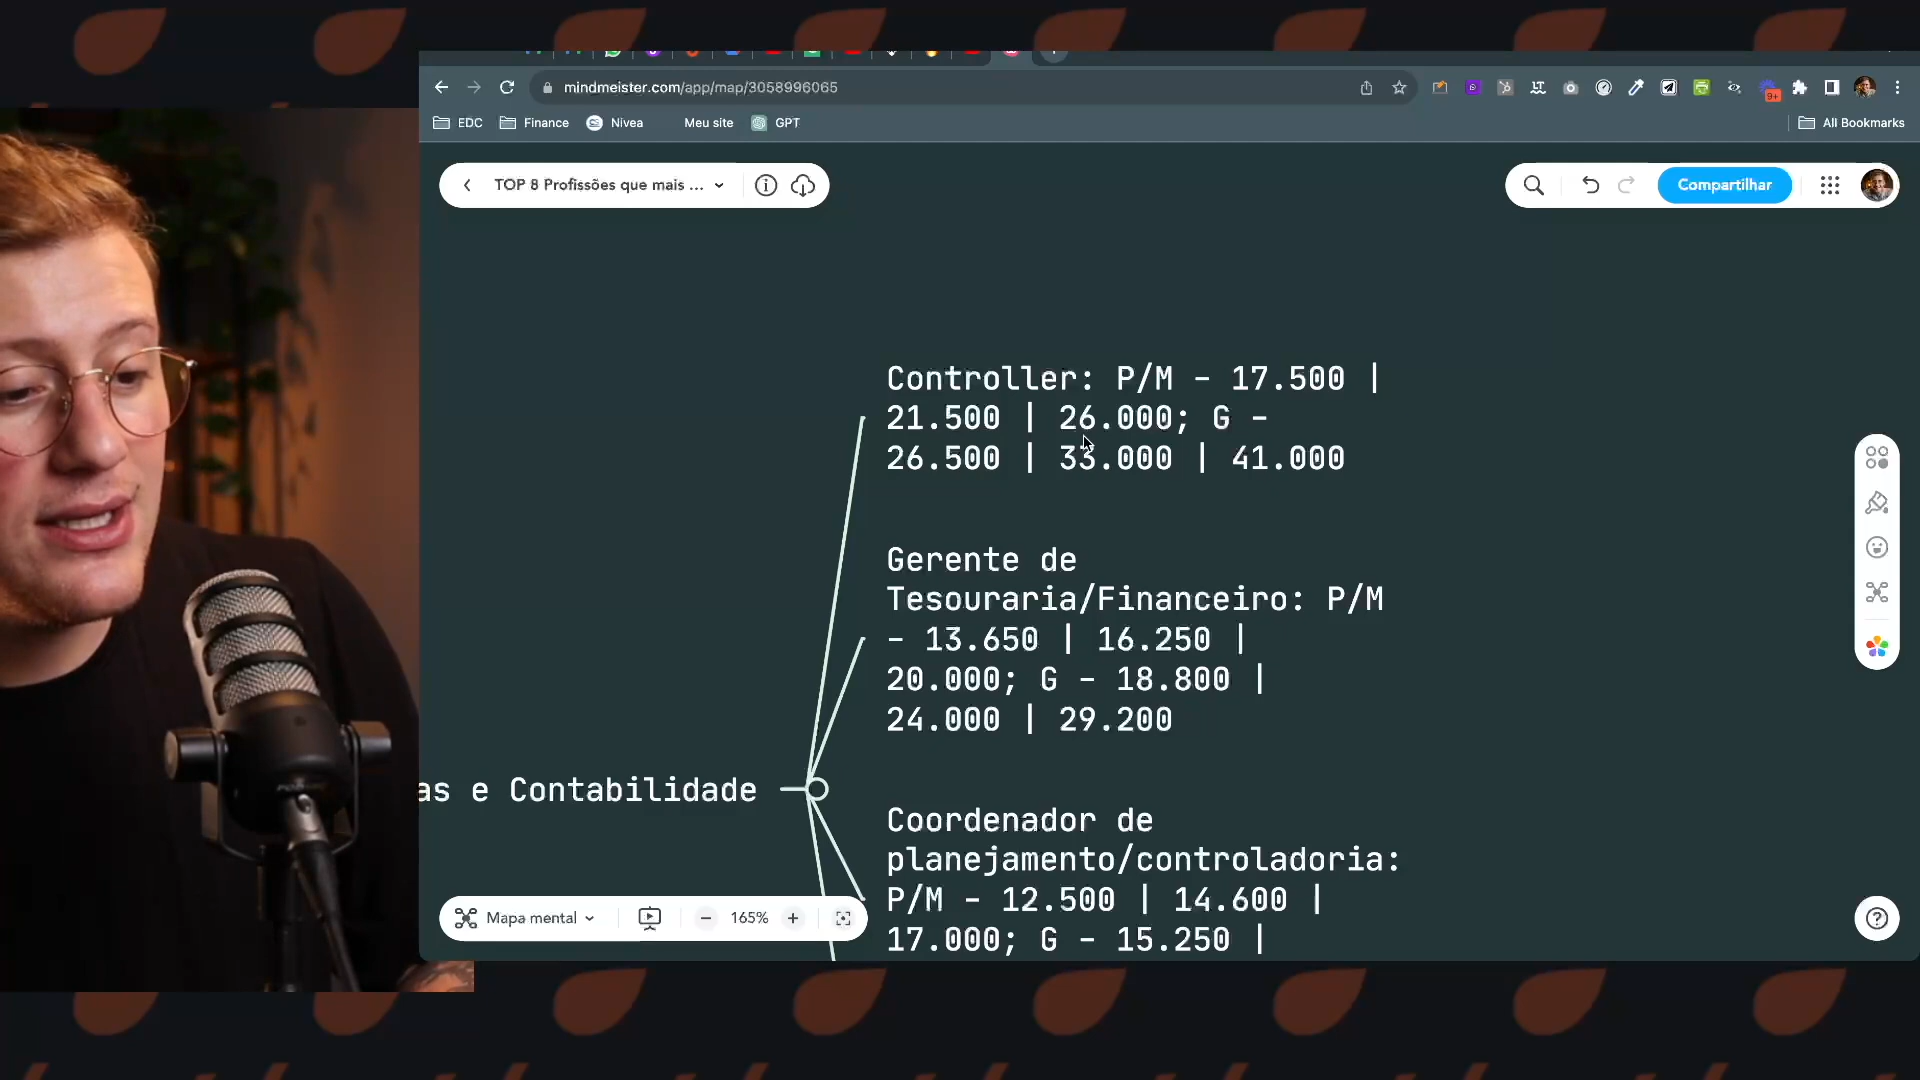 mindmeister.com/app/map/3058996065
EDC
Finance
Nivea
Meu site
GPT
All Bookmarks
9+
TOP 8 Profissões que mais ...
Compartilhar
Controller: P/M - 17.500 |
21.500 | 26.000; G -
26.500 | 33.000 | 41.000
Gerente de
Tesouraria/Financeiro: P/M
- 13.650 | 16.250 |
20.000; G - 18.800 |
24.000 | 29.200
as e Contabilidade
Coordenador de
planejamento/controladoria:
P/M - 12.500 | 14.600 |
17.000; G - 15.250 |
Mapa mental
165%